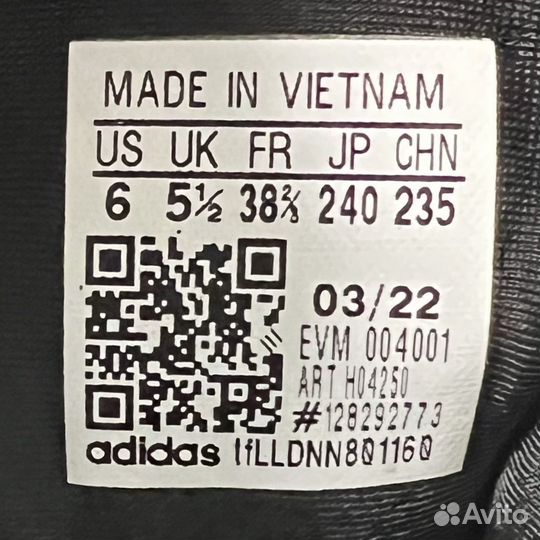 MADE IN VIETNAM
US UK FR JP CHN
6 5½ 38⅔ 240 235
03/22
EVM 004001
ART H04250
#128292773
adidas 1fLLDNN801160
Avito